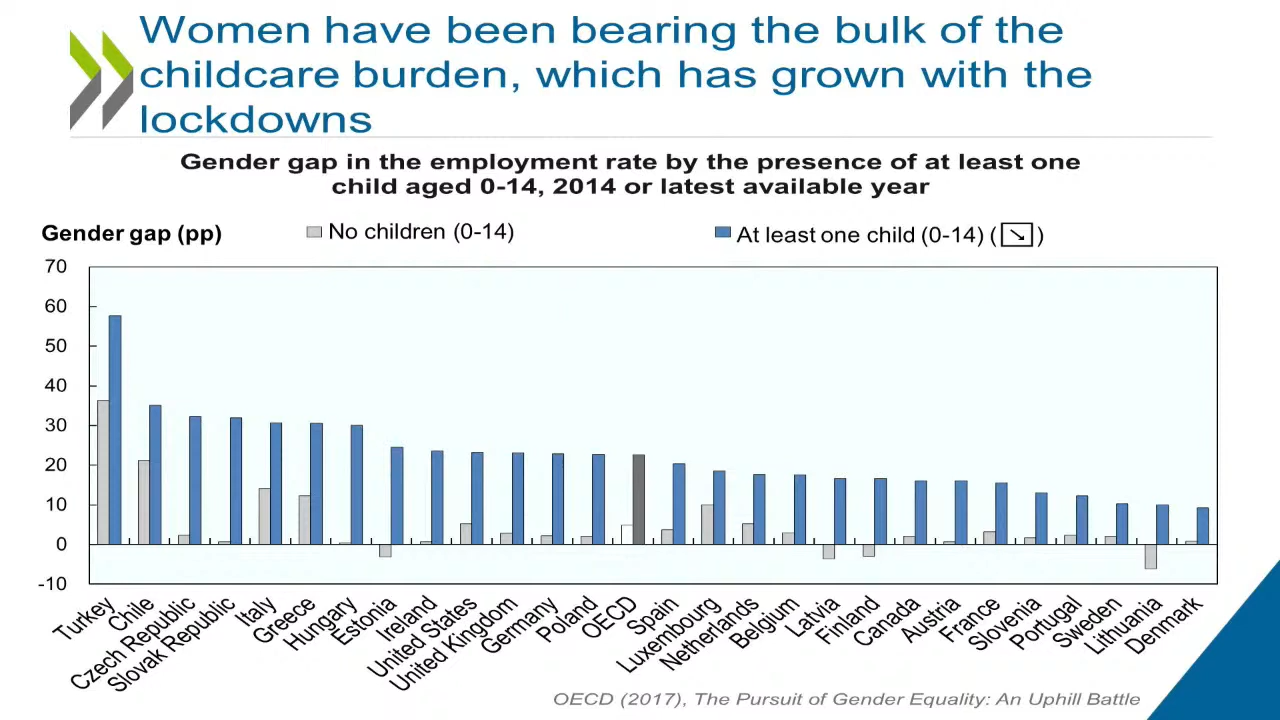 Women have been bearing the bulk of the
childcare burden, which has grown with the
lockdowns
Gender gap in the employment rate by the presence of at least one
child aged 0-14, 2014 or latest available year
Gender gap (pp)
No children (0-14)
At least one child (0-14) (↘)
70
60
50
40
30
20
10
0
-10
Turkey
Chile
Czech Republic
Slovak Republic
Italy
Greece
Hungary
Estonia
Ireland
United States
United Kingdom
Germany
Poland
OECD
Spain
Luxembourg
Netherlands
Belgium
Latvia
Finland
Canada
Austria
France
Slovenia
Portugal
Sweden
Lithuania
Denmark
OECD (2017), The Pursuit of Gender Equality: An Uphill Battle